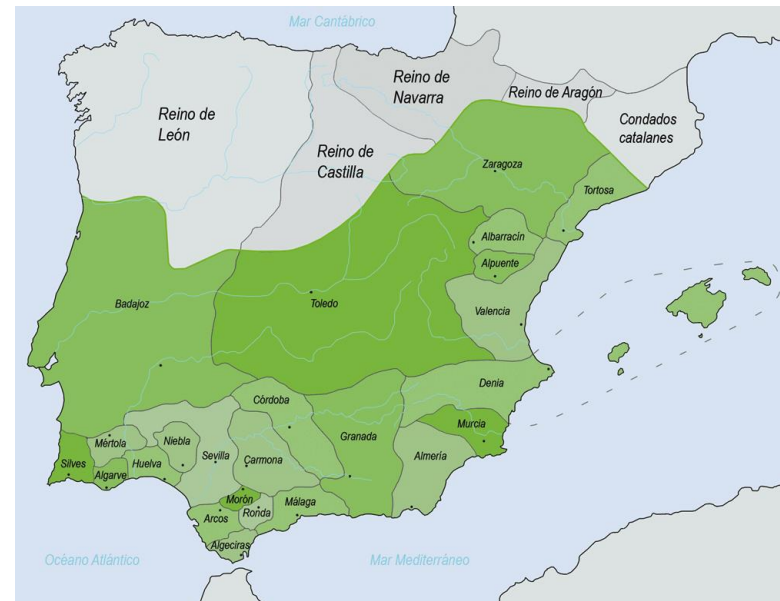 Mar Cantábrico
Reino de
León
Reino de
Navarra
Reino de Aragón
Condados
catalanes
Reino de
Castilla
Zaragoza
Tortosa
Albarracín
Alpuente
Badajoz
Toledo
Valencia
Denia
Córdoba
Murcia
Granada
Mértola
Niebla
Sevilla
Carmona
Almería
Silves
Algarve
Huelva
Morón
Málaga
Arcos
Ronda
Algeciras
Océano Atlántico
Mar Mediterráneo